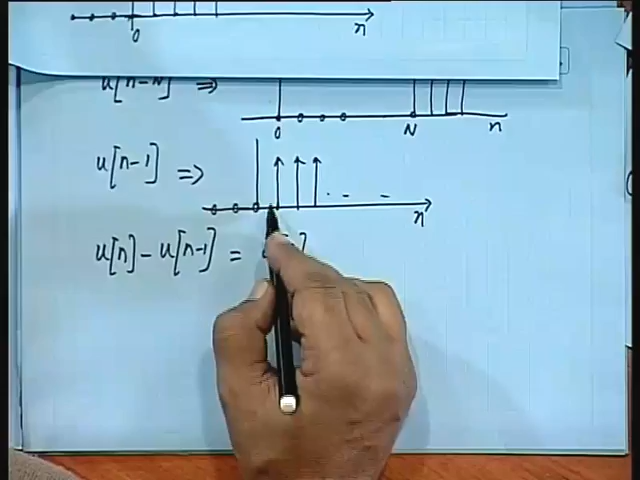 0 n
u[n-N] ⇒
0 N n
u[n-1] ⇒
n
u[n] - u[n-1] =